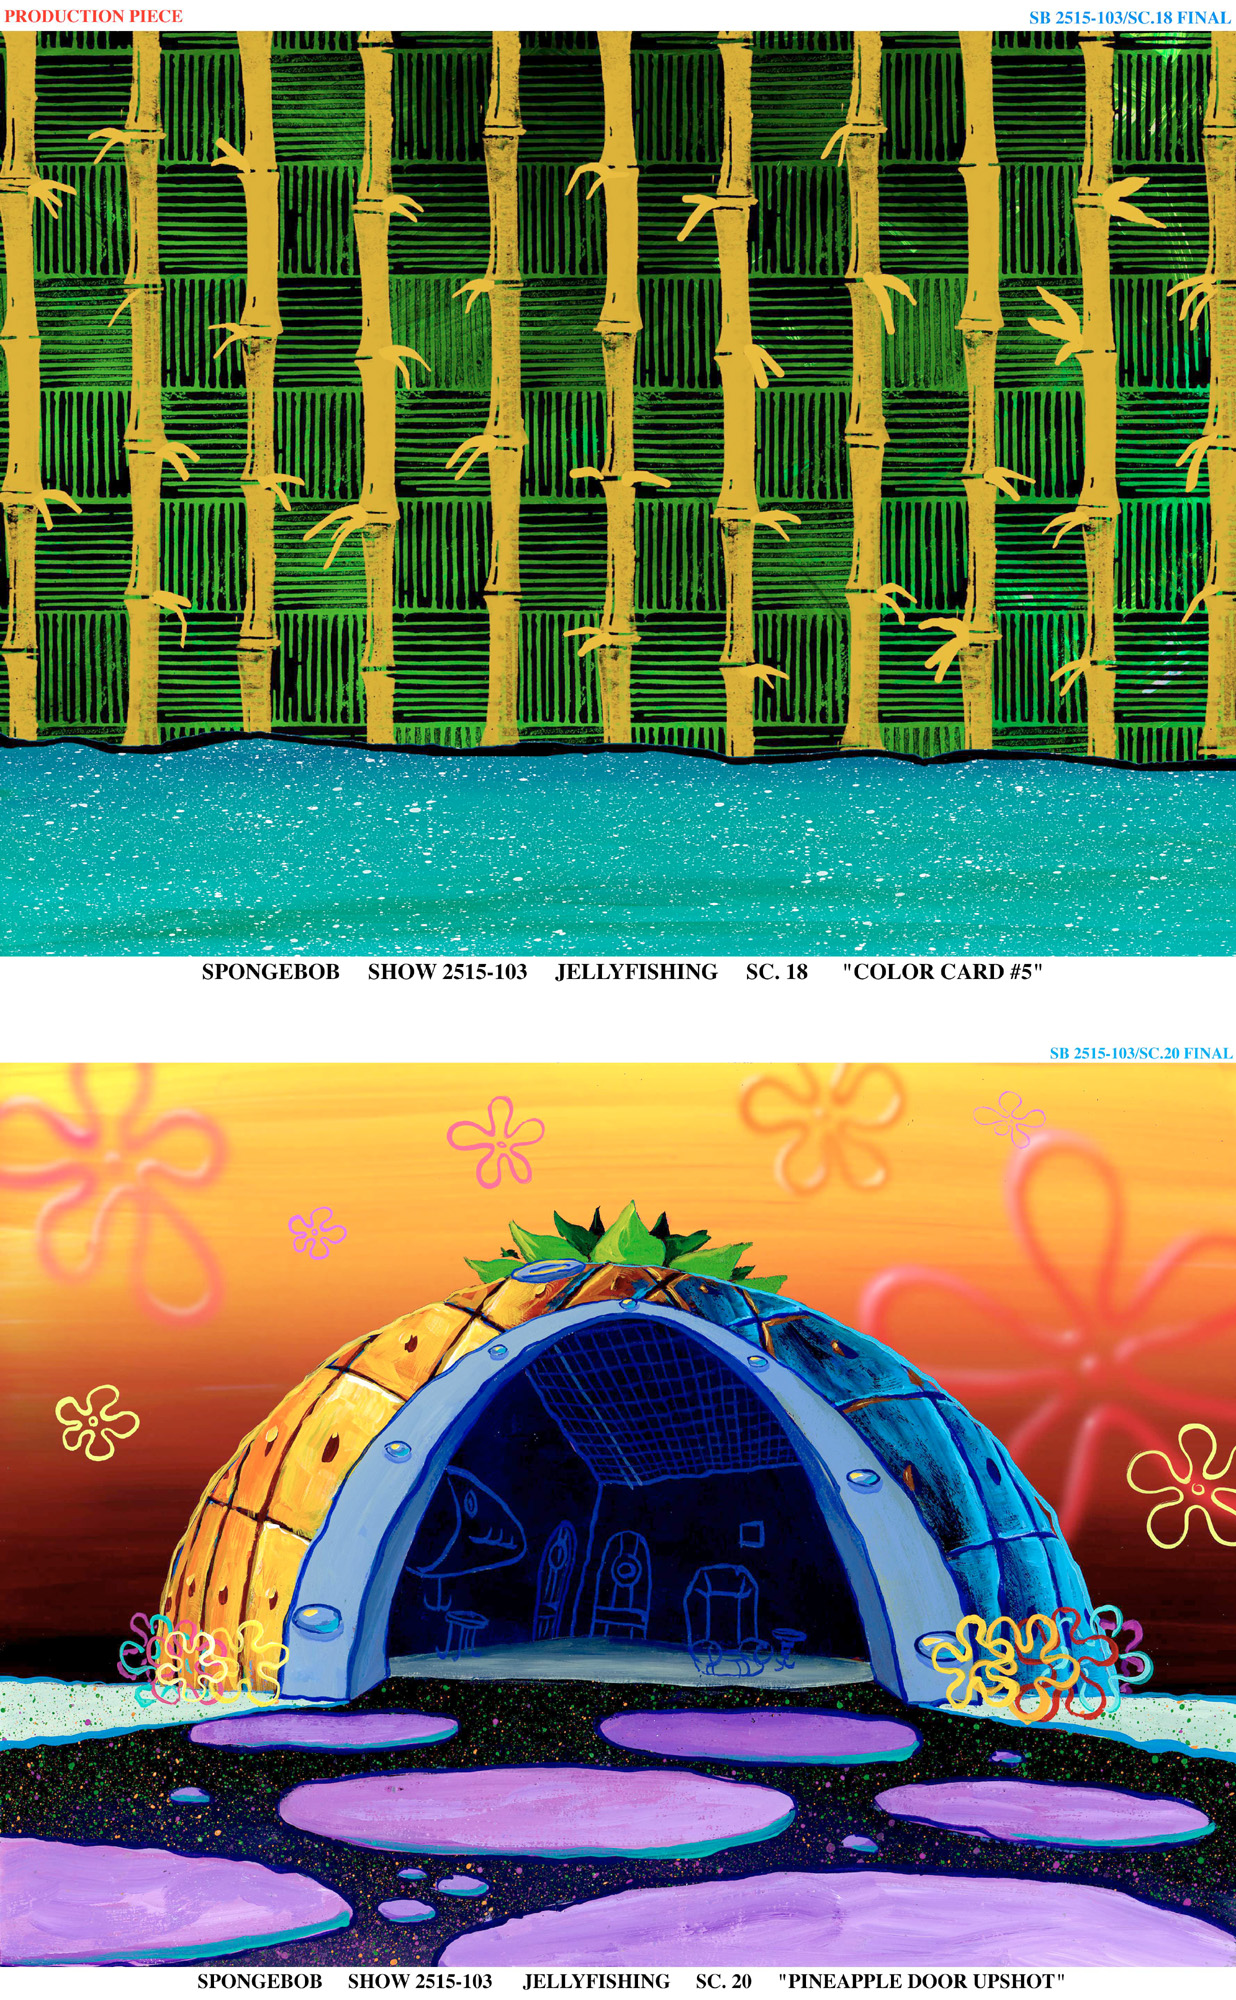 PRODUCTION PIECE
SB 2515-103/SC.18 FINAL
SPONGEBOB SHOW 2515-103 JELLYFISHING SC. 18 "COLOR CARD #5"
SB 2515-103/SC.20 FINAL
SPONGEBOB SHOW 2515-103 JELLYFISHING SC. 20 "PINEAPPLE DOOR UPSHOT"